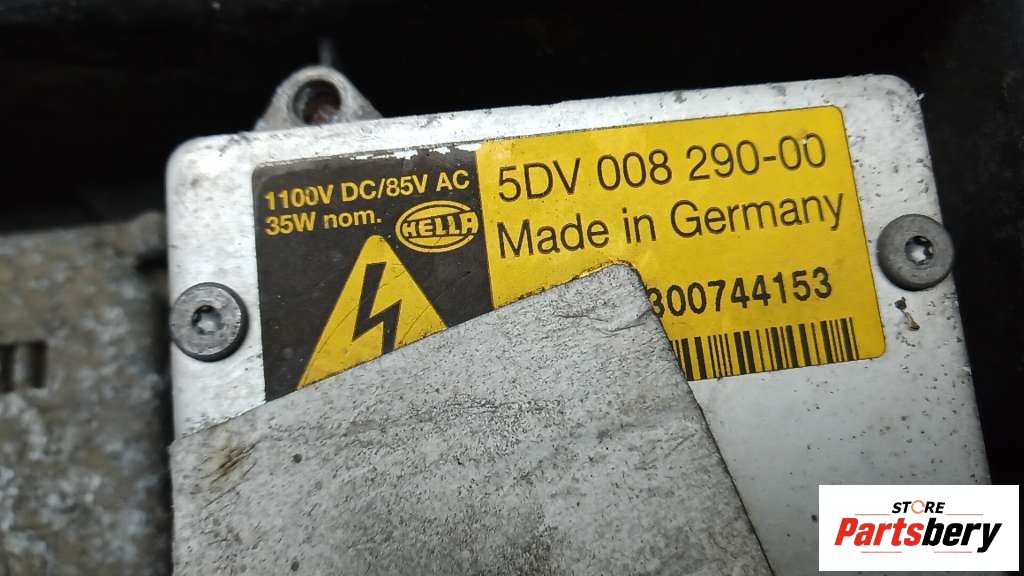 1100V DC/85V AC
35W nom.
HELLA
5DV 008 290-00
Made in Germany
300744153
STORE
Partsbery